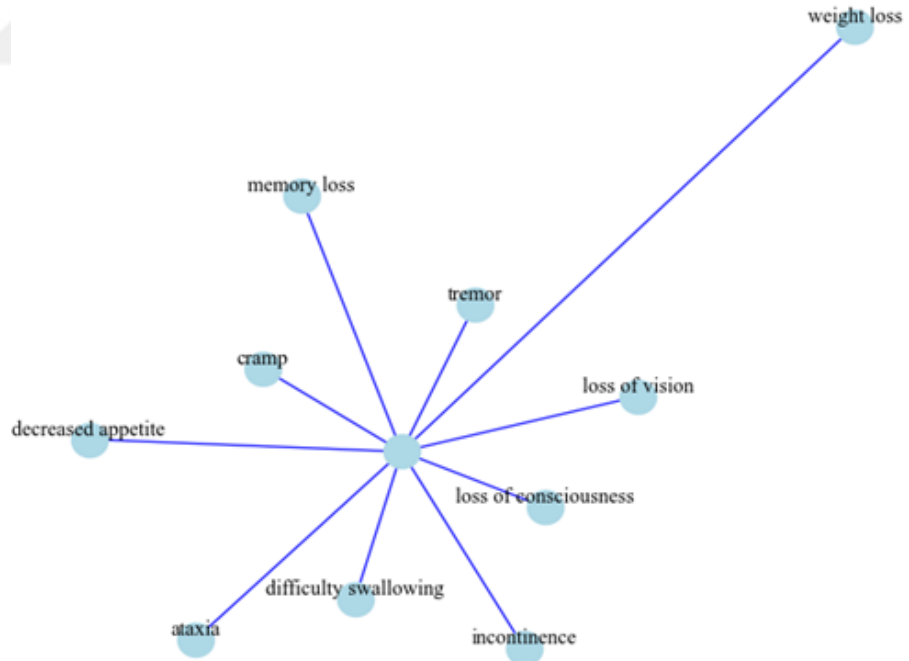 weight loss
memory loss
tremor
cramp
loss of vision
decreased appetite
loss of consciousness
difficulty swallowing
ataxia
incontinence